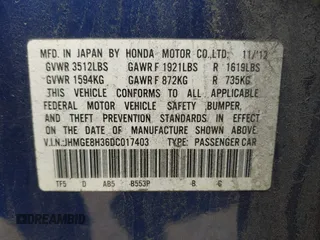 MFD. IN JAPAN BY HONDA MOTOR CO.,LTD. 11/12
GVWR 3512LBS GAWR F 1921LBS R 1619LBS
GVWR 1594KG GAWR F 872KG R 735KG
THIS VEHICLE CONFORMS TO ALL APPLICABLE
FEDERAL MOTOR VEHICLE SAFETY, BUMPER,
AND THEFT PREVENTION STANDARDS IN EFFECT
ON THE DATE OF MANUFACTURE SHOWN ABOVE.
V.I.N.:JHMGE8H36DC017403 TYPE: PASSENGER CAR
TF5 D AB5 B553P -B -C
DREAMBID